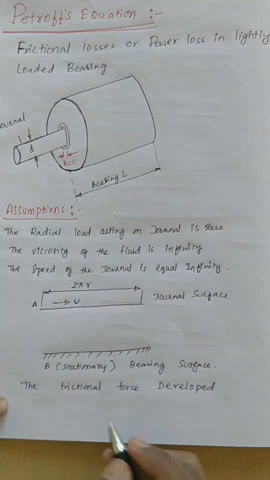 Petroff's Equation :-
Frictional losses or Power loss in lightly
Loaded Bearing
Journal
d
h=c
Bearing L
Assumptions :-
The Radial load acting on Journal is zero
The viscosity of the fluid is infinity
The Speed of the Journal is equal Infinity.
2πr
A
U
Journal Surface
B (stationary) Bearing Surface.
The frictional force Developed